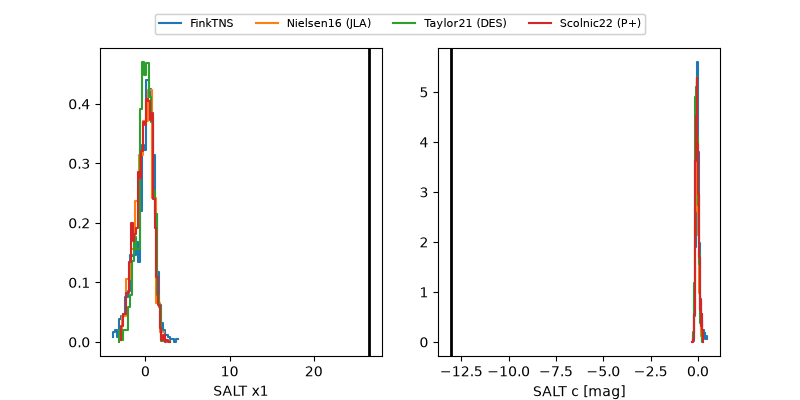 FinkTNS Nielsen16 (JLA) Taylor21 (DES) Scolnic22 (P+)
0.4
0.3
0.2
0.1
0.0
0 10 20
SALT x1
5
4
3
2
1
0
−12.5 −10.0 −7.5 −5.0 −2.5 0.0
SALT c [mag]